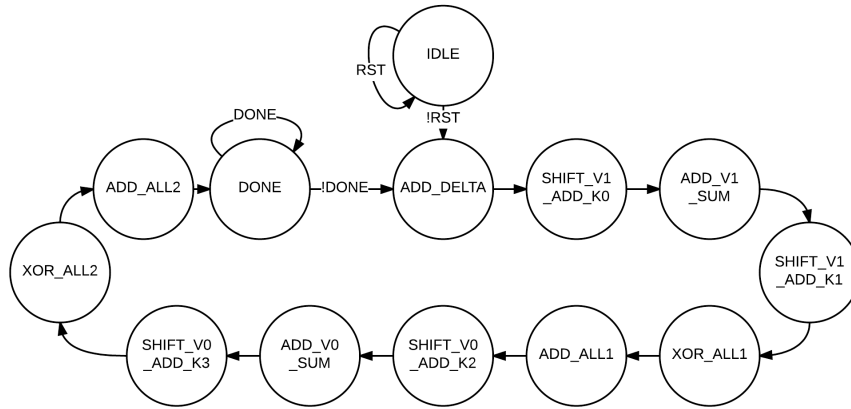 IDLE
RST
!RST
DONE
ADD_ALL2
DONE
!DONE
ADD_DELTA
SHIFT_V1
_ADD_K0
ADD_V1
_SUM
XOR_ALL2
SHIFT_V1
_ADD_K1
SHIFT_V0
_ADD_K3
ADD_V0
_SUM
SHIFT_V0
_ADD_K2
ADD_ALL1
XOR_ALL1